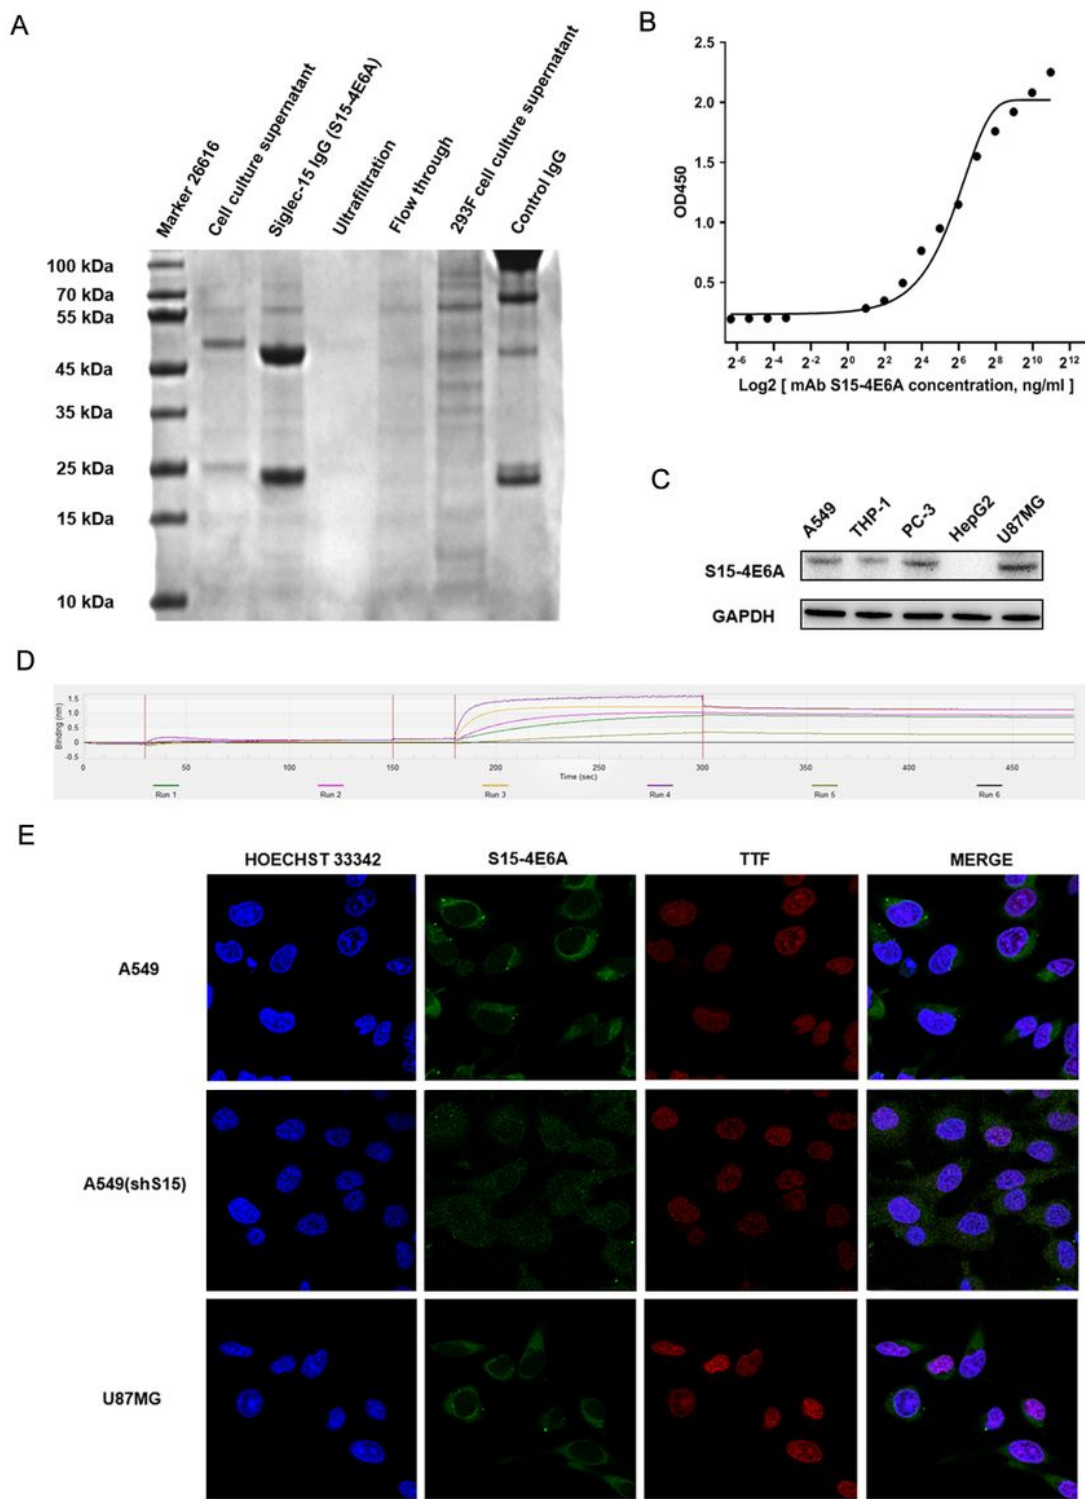 A
Marker 26616
Cell culture supernatant
Siglec-15 IgG (S15-4E6A)
Ultrafiltration
Flow through
293F cell culture supernatant
Control IgG
100 kDa
70 kDa
55 kDa
45 kDa
35 kDa
25 kDa
15 kDa
10 kDa
B
2.5
2.0
1.5
1.0
0.5
OD450
2-6 2-4 2-2 20 22 24 26 28 210 212
Log2 [ mAb S15-4E6A concentration, ng/ml ]
C
A549 THP-1 PC-3 HepG2 U87MG
S15-4E6A
GAPDH
D
Binding (nm)
1.5
1.0
0.5
0
-0.5
0 50 100 150 200 250 300 350 400 450
Time (sec)
Run 1 Run 2 Run 3 Run 4 Run 5 Run 6
E
HOECHST 33342 S15-4E6A TTF MERGE
A549
A549(shS15)
U87MG